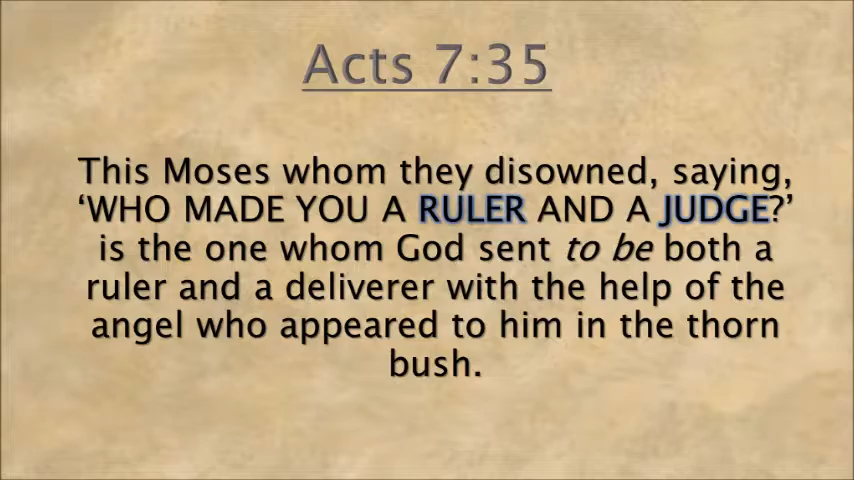 Acts 7:35
This Moses whom they disowned, saying,
‘WHO MADE YOU A RULER AND A JUDGE?’
is the one whom God sent to be both a
ruler and a deliverer with the help of the
angel who appeared to him in the thorn
bush.